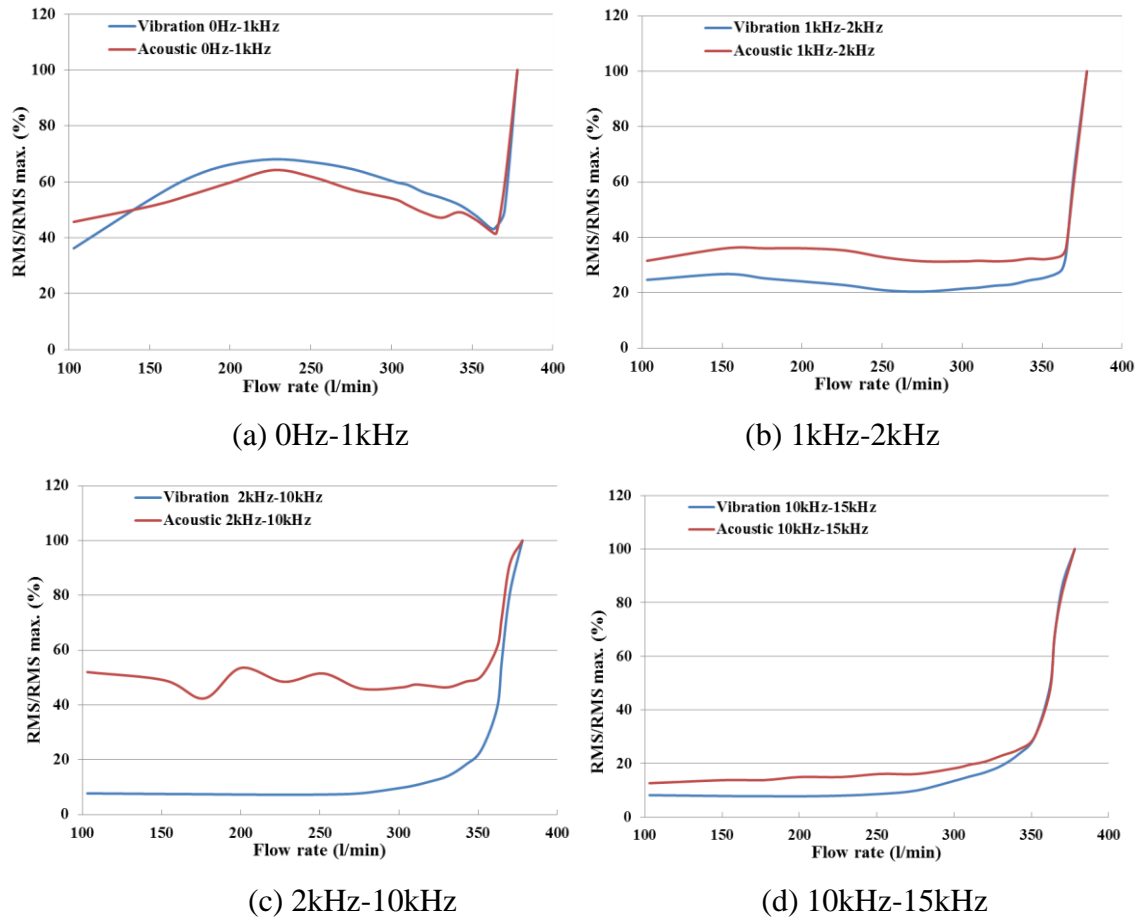 120
Vibration 0Hz-1kHz
Acoustic 0Hz-1kHz
100
80
60
40
20
0
RMS/RMS max. (%)
100 150 200 250 300 350 400
Flow rate (l/min)
(a) 0Hz-1kHz
120
Vibration 1kHz-2kHz
Acoustic 1kHz-2kHz
100
80
60
40
20
0
RMS/RMS max. (%)
100 150 200 250 300 350 400
Flow rate (l/min)
(b) 1kHz-2kHz
120
Vibration 2kHz-10kHz
Acoustic 2kHz-10kHz
100
80
60
40
20
0
RMS/RMS max. (%)
100 150 200 250 300 350 400
Flow rate (l/min)
(c) 2kHz-10kHz
120
Vibration 10kHz-15kHz
Acoustic 10kHz-15kHz
100
80
60
40
20
0
RMS/RMS max. (%)
100 150 200 250 300 350 400
Flow rate (l/min)
(d) 10kHz-15kHz